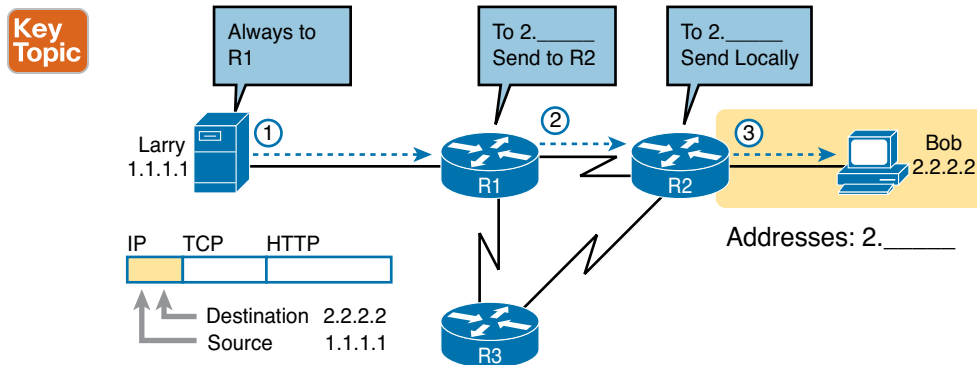 Key
Topic
Always to
R1
To 2._____
Send to R2
To 2._____
Send Locally
1
2
3
Larry
1.1.1.1
R1
R2
Bob
2.2.2.2
Addresses: 2._____
IP TCP HTTP
Destination 2.2.2.2
Source 1.1.1.1
R3